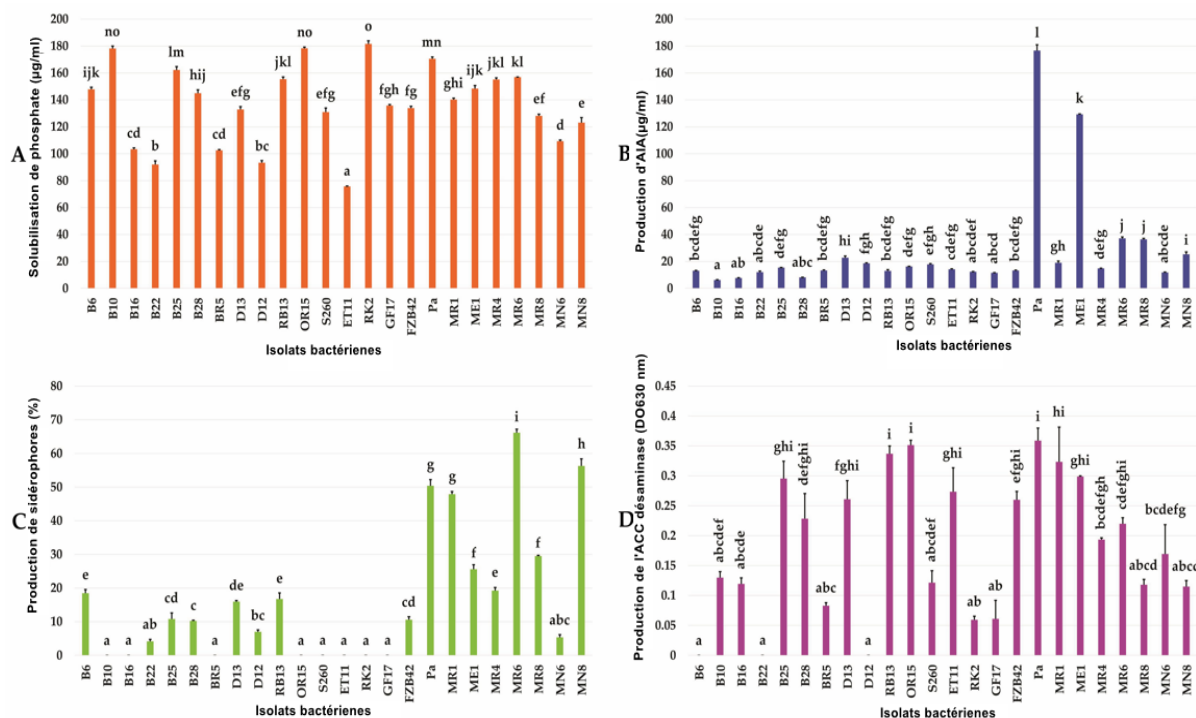 A
Solubilisation de phosphate (µg/ml)
200
180
160
140
120
100
80
60
40
20
0
ijk no cd b lm hij cd efg bc jkl no efg a o fgh fg mn ghi ijk jkl kl ef d e
B6 B10 B16 B22 B25 B28 BR5 D13 D12 RB13 OR15 S260 ET11 RK2 GF17 FZB42 Pa MR1 ME1 MR4 MR6 MR8 MN6 MN8
Isolats bactérienes
B
Production d'AIA(µg/ml)
200
180
160
140
120
100
80
60
40
20
0
bcdefg a ab abcde defg abc bcdefg hi fgh bcdefg defg efgh cdefg abcdef abcd bcdefg l gh k defg j j abcde i
B6 B10 B16 B22 B25 B28 BR5 D13 D12 RB13 OR15 S260 ET11 RK2 GF17 FZB42 Pa MR1 ME1 MR4 MR6 MR8 MN6 MN8
Isolats bactérienes
C
Production de sidérophores (%)
80
70
60
50
40
30
20
10
0
e a a ab cd c a de bc e a a a a a cd g g f e i f abc h
B6 B10 B16 B22 B25 B28 BR5 D13 D12 RB13 OR15 S260 ET11 RK2 GF17 FZB42 Pa MR1 ME1 MR4 MR6 MR8 MN6 MN8
Isolats bactérienes
D
Production de l'ACC désaminase (DO630 nm)
0.45
0.4
0.35
0.3
0.25
0.2
0.15
0.1
0.05
0
a abcdef abcde a ghi defghi abc fghi a i i abcdef ghi ab ab efghi i hi ghi bcdefgh cdefghi abcd bcdefg abcd
B6 B10 B16 B22 B25 B28 BR5 D13 D12 RB13 OR15 S260 ET11 RK2 GF17 FZB42 Pa MR1 ME1 MR4 MR6 MR8 MN6 MN8
Isolats bactérienes